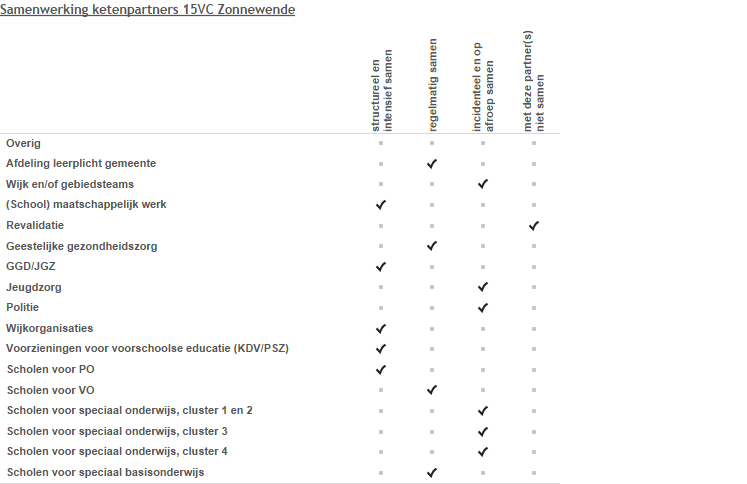 Samenwerking ketenpartners 15VC Zonnewende
structureel en
intensief samen
regelmatig samen
incidenteel en op
afroep samen
met deze partner(s)
niet samen
Overig
Afdeling leerplicht gemeente
Wijk en/of gebiedsteams
(School) maatschappelijk werk
Revalidatie
Geestelijke gezondheidszorg
GGD/JGZ
Jeugdzorg
Politie
Wijkorganisaties
Voorzieningen voor voorschoolse educatie (KDV/PSZ)
Scholen voor PO
Scholen voor VO
Scholen voor speciaal onderwijs, cluster 1 en 2
Scholen voor speciaal onderwijs, cluster 3
Scholen voor speciaal onderwijs, cluster 4
Scholen voor speciaal basisonderwijs